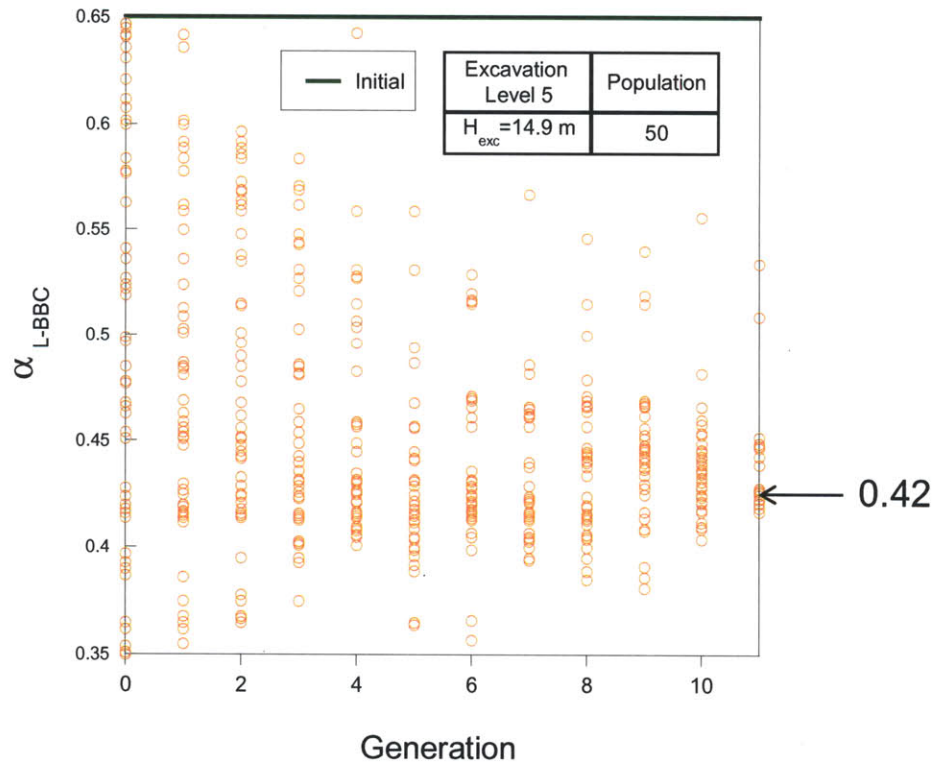 0.65
0.6
0.55
0.5
0.45
0.4
0.35
α L-BBC
Initial
Excavation Level 5
Population
H exc =14.9 m
50
0.42
0 2 4 6 8 10
Generation